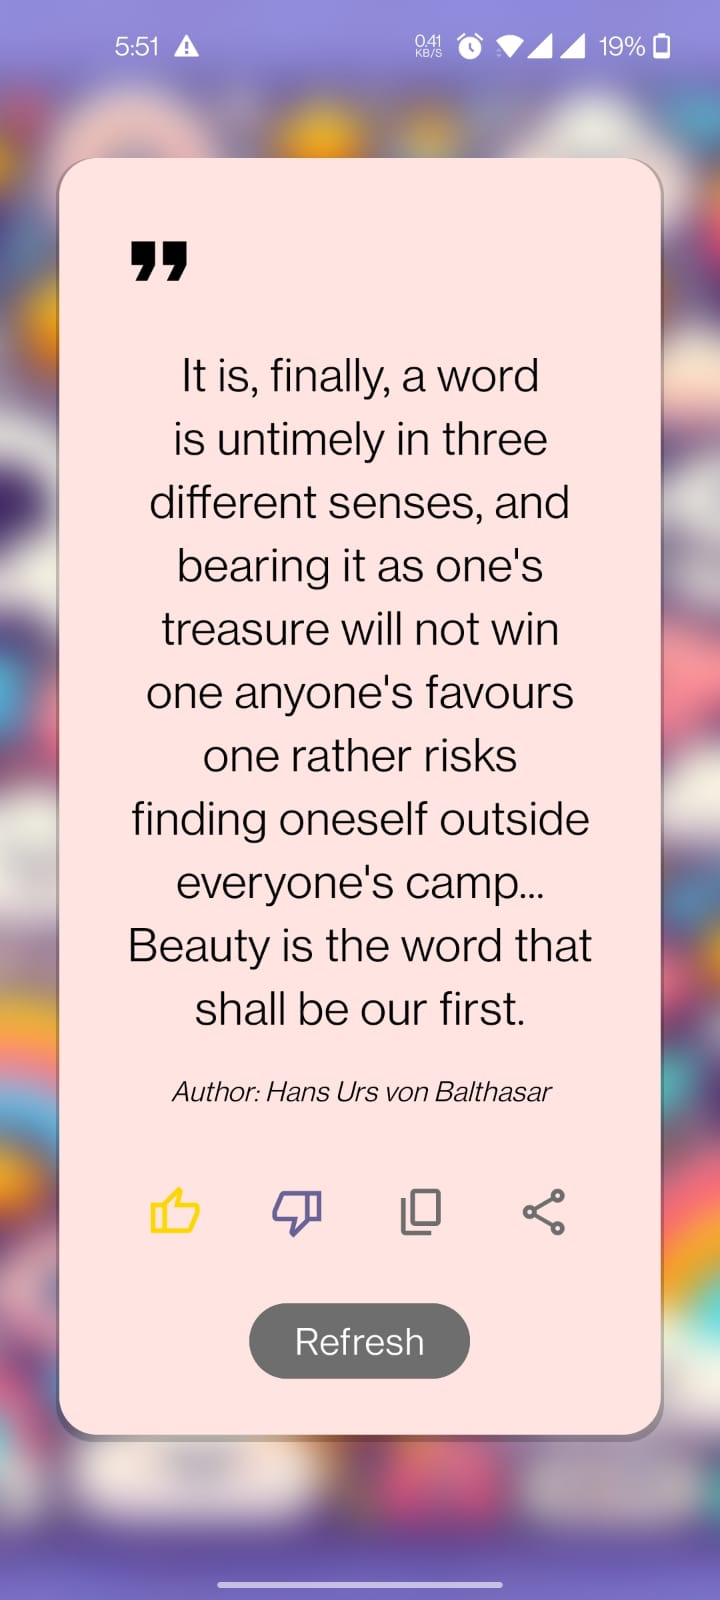 5:51
0.41
KB/S
19%
"
It is, finally, a word
is untimely in three
different senses, and
bearing it as one's
treasure will not win
one anyone's favours
one rather risks
finding oneself outside
everyone's camp...
Beauty is the word that
shall be our first.
Author: Hans Urs von Balthasar
Refresh